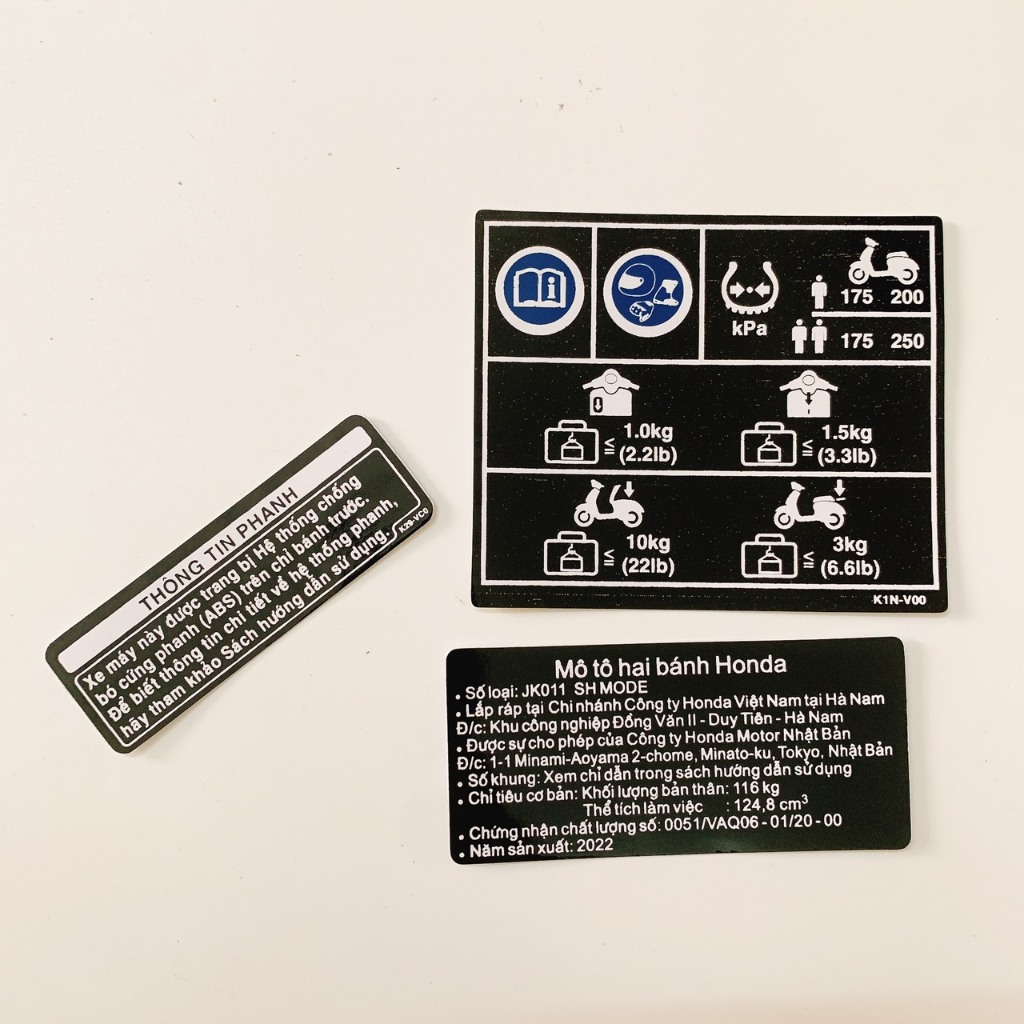 175 200
kPa
175 250
1.0kg
≦ (2.2lb)
1.5kg
≦ (3.3lb)
10kg
≦ (22lb)
3kg
≦ (6.6lb)
K1N-V00
THÔNG TIN PHANH
Xe máy này được trang bị Hệ thống chống
bó cứng phanh (ABS) trên chỉ bánh trước.
Để biết thông tin chi tiết về hệ thống phanh,
hãy tham khảo Sách hướng dẫn sử dụng.
K29-VC0
Mô tô hai bánh Honda
• Số loại: JK011 SH MODE
• Lắp ráp tại Chi nhánh Công ty Honda Việt Nam tại Hà Nam
Đ/c: Khu công nghiệp Đồng Văn II - Duy Tiên - Hà Nam
• Được sự cho phép của Công ty Honda Motor Nhật Bản
Đ/c: 1-1 Minami-Aoyama 2-chome, Minato-ku, Tokyo, Nhật Bản
• Số khung: Xem chỉ dẫn trong sách hướng dẫn sử dụng
• Chỉ tiêu cơ bản: Khối lượng bản thân: 116 kg
Thể tích làm việc : 124,8 cm³
• Chứng nhận chất lượng số: 0051/VAQ06 - 01/20 - 00
• Năm sản xuất: 2022